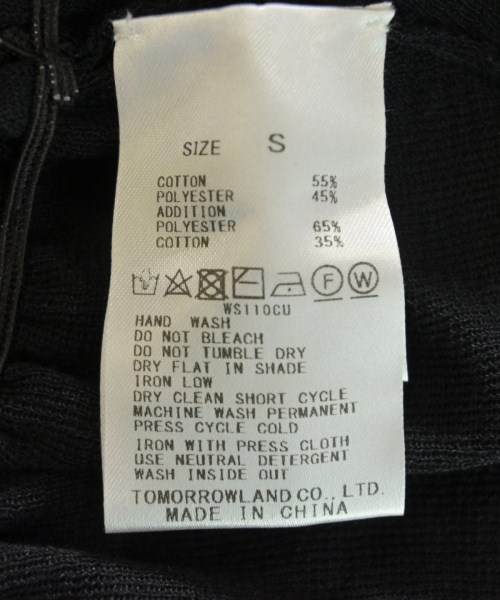 SIZE S
COTTON 55%
POLYESTER 45%
ADDITION
POLYESTER 65%
COTTON 35%
F W
WS110CU
HAND WASH
DO NOT BLEACH
DO NOT TUMBLE DRY
DRY FLAT IN SHADE
IRON LOW
DRY CLEAN SHORT CYCLE
MACHINE WASH PERMANENT
PRESS CYCLE COLD
IRON WITH PRESS CLOTH
USE NEUTRAL DETERGENT
WASH INSIDE OUT
TOMORROWLAND CO., LTD.
MADE IN CHINA